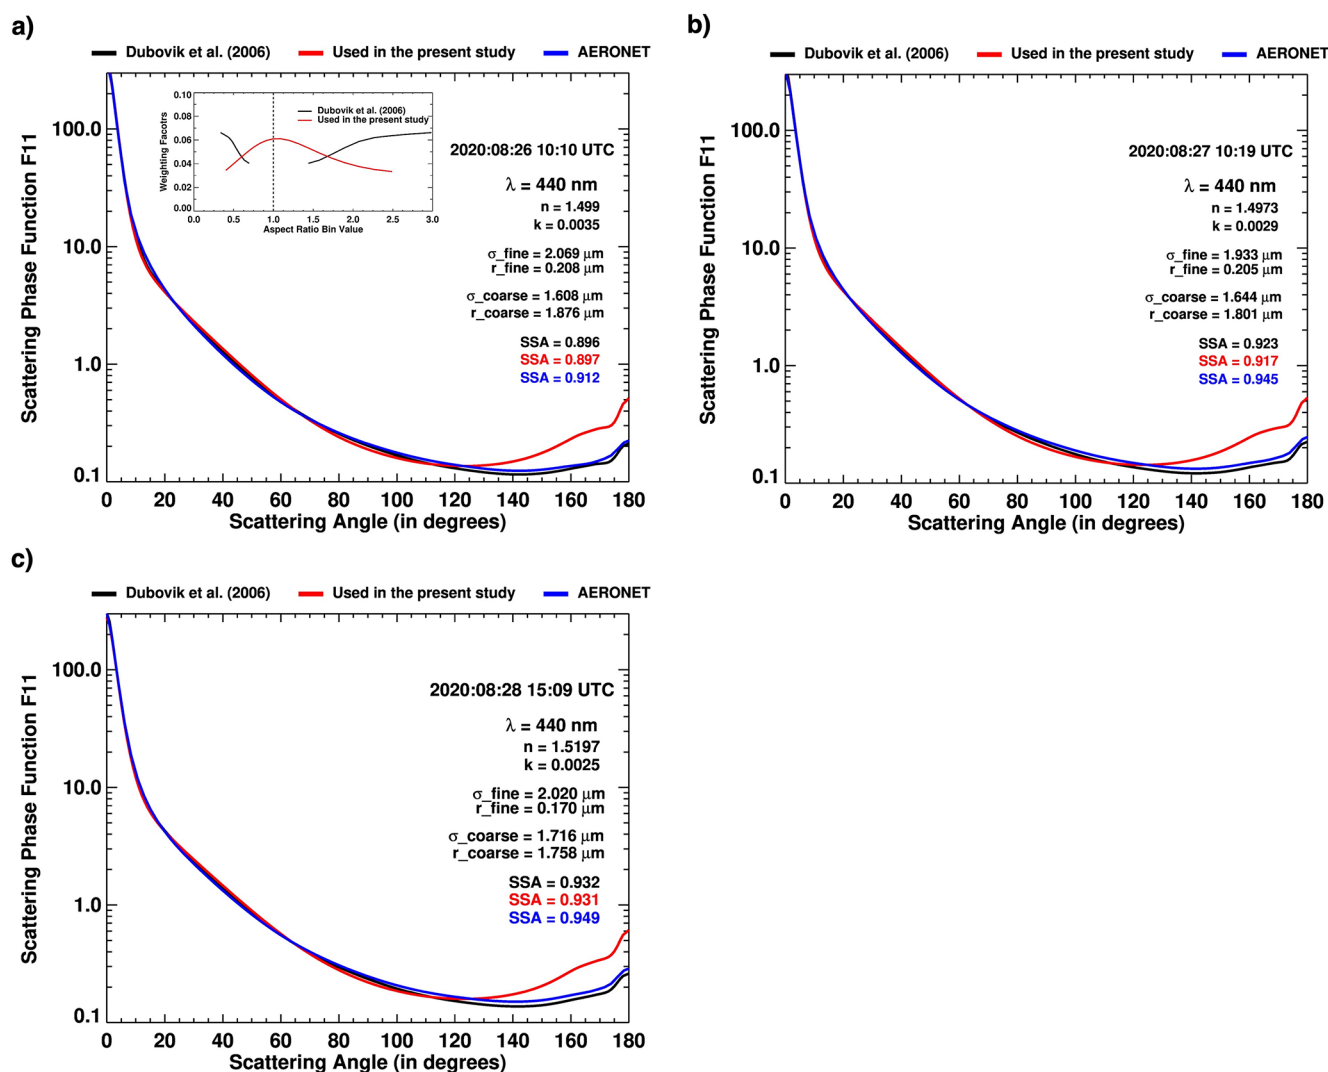 a)
Dubovik et al. (2006) Used in the present study AERONET
Scattering Phase Function F11
100.0
10.0
1.0
0.1
0 20 40 60 80 100 120 140 160 180
Scattering Angle (in degrees)
Weighting Facotrs
0.10
0.08
0.06
0.04
0.02
0.00
0.0 0.5 1.0 1.5 2.0 2.5 3.0
Aspect Ratio Bin Value
Dubovik et al. (2006)
Used in the present study
2020:08:26 10:10 UTC
λ = 440 nm
n = 1.499
k = 0.0035
σ_fine = 2.069 μm
r_fine = 0.208 μm
σ_coarse = 1.608 μm
r_coarse = 1.876 μm
SSA = 0.896
SSA = 0.897
SSA = 0.912
b)
Dubovik et al. (2006) Used in the present study AERONET
Scattering Phase Function F11
100.0
10.0
1.0
0.1
0 20 40 60 80 100 120 140 160 180
Scattering Angle (in degrees)
2020:08:27 10:19 UTC
λ = 440 nm
n = 1.4973
k = 0.0029
σ_fine = 1.933 μm
r_fine = 0.205 μm
σ_coarse = 1.644 μm
r_coarse = 1.801 μm
SSA = 0.923
SSA = 0.917
SSA = 0.945
c)
Dubovik et al. (2006) Used in the present study AERONET
Scattering Phase Function F11
100.0
10.0
1.0
0.1
0 20 40 60 80 100 120 140 160 180
Scattering Angle (in degrees)
2020:08:28 15:09 UTC
λ = 440 nm
n = 1.5197
k = 0.0025
σ_fine = 2.020 μm
r_fine = 0.170 μm
σ_coarse = 1.716 μm
r_coarse = 1.758 μm
SSA = 0.932
SSA = 0.931
SSA = 0.949